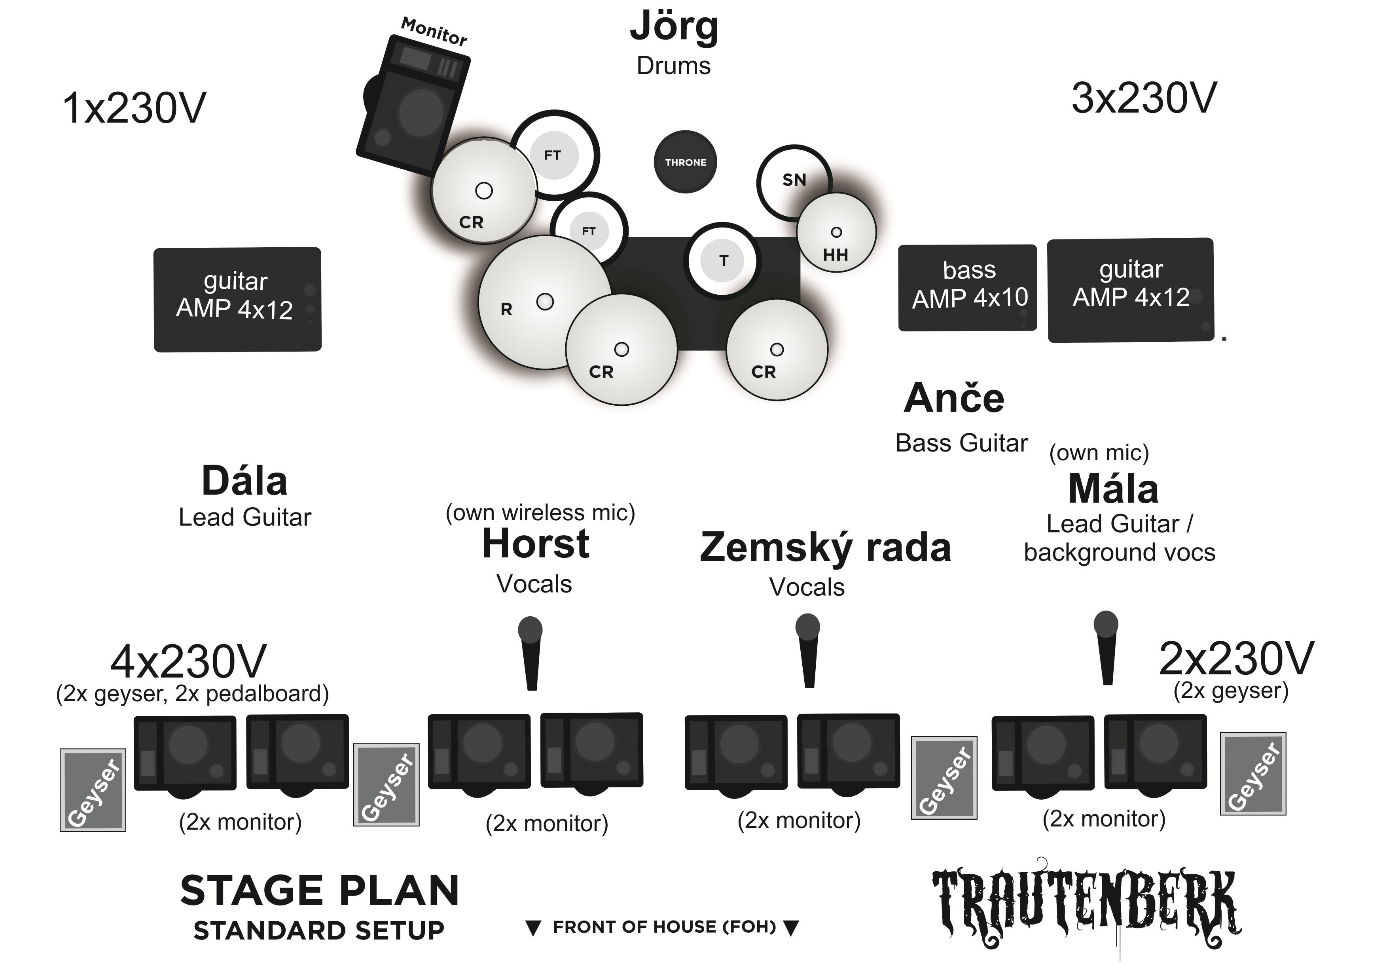 Monitor
Jörg
Drums
1x230V
3x230V
FT
THRONE
SN
CR
FT
HH
T
guitar
AMP 4x12
bass
AMP 4x10
guitar
AMP 4x12
R
CR
CR
Anče
Bass Guitar
(own mic)
Dála
Lead Guitar
Mála
Lead Guitar /
background vocs
(own wireless mic)
Horst
Vocals
Zemský rada
Vocals
4x230V
(2x geyser, 2x pedalboard)
2x230V
(2x geyser)
Geyser
Geyser
Geyser
Geyser
(2x monitor)
(2x monitor)
(2x monitor)
(2x monitor)
STAGE PLAN
STANDARD SETUP
▼ FRONT OF HOUSE (FOH) ▼
TRAUTENBERK